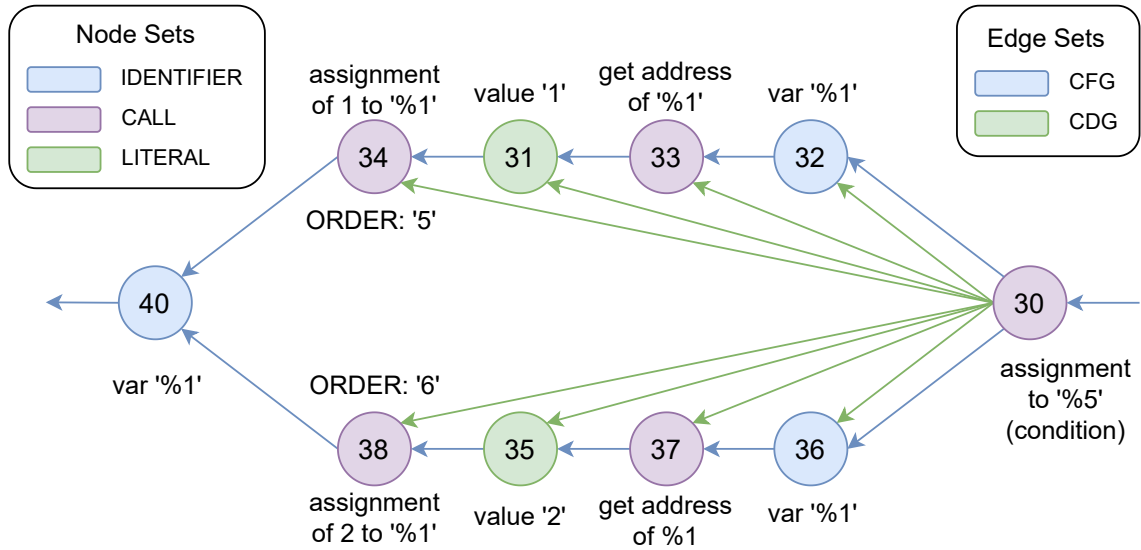 Node Sets
IDENTIFIER
CALL
LITERAL
Edge Sets
CFG
CDG
assignment
of 1 to '%1'
value '1'
get address
of '%1'
var '%1'
34
31
33
32
ORDER: '5'
40
30
var '%1'
assignment
to '%5'
(condition)
ORDER: '6'
38
35
37
36
assignment
of 2 to '%1'
value '2'
get address
of %1
var '%1'